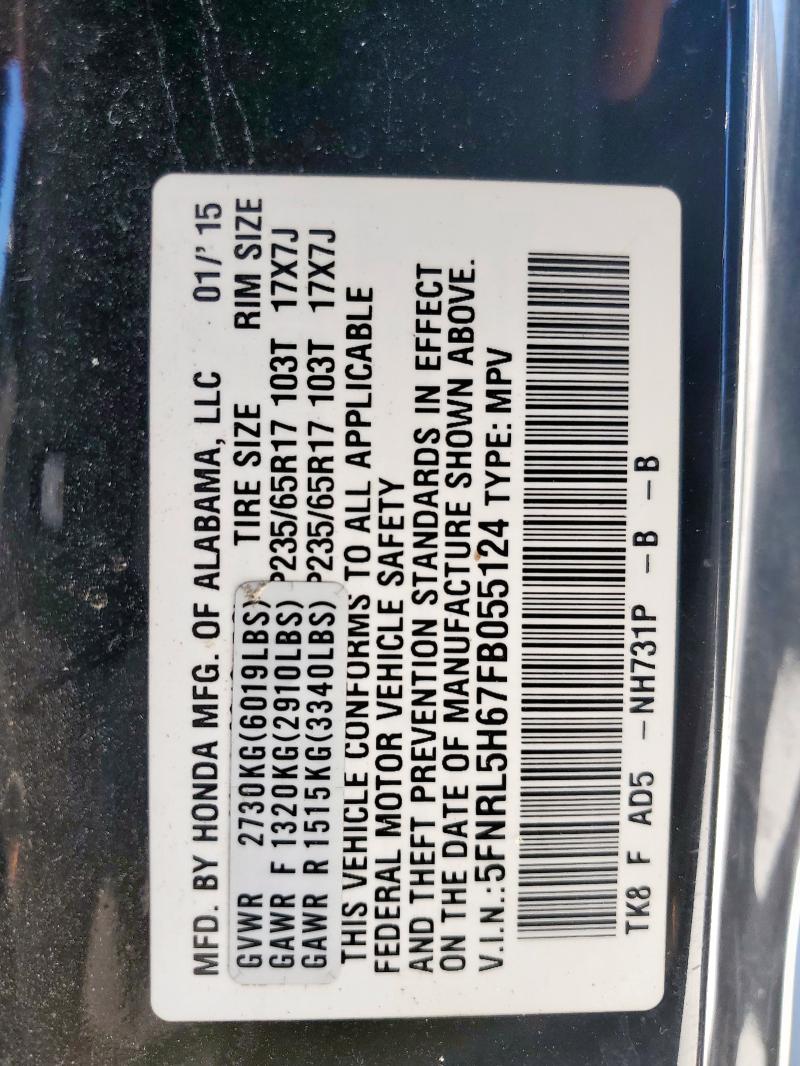 MFD. BY HONDA MFG. OF ALABAMA, LLC 01/'15
TIRE SIZE RIM SIZE
GVWR 2730KG(6019LBS)
GAWR F 1320KG(2910LBS) P235/65R17 103T 17X7J
GAWR R 1515KG(3340LBS) P235/65R17 103T 17X7J
THIS VEHICLE CONFORMS TO ALL APPLICABLE
FEDERAL MOTOR VEHICLE SAFETY
AND THEFT PREVENTION STANDARDS IN EFFECT
ON THE DATE OF MANUFACTURE SHOWN ABOVE.
V.I.N.:5FNRL5H67FB055124 TYPE: MPV
TK8 F AD5 -NH731P -B -B